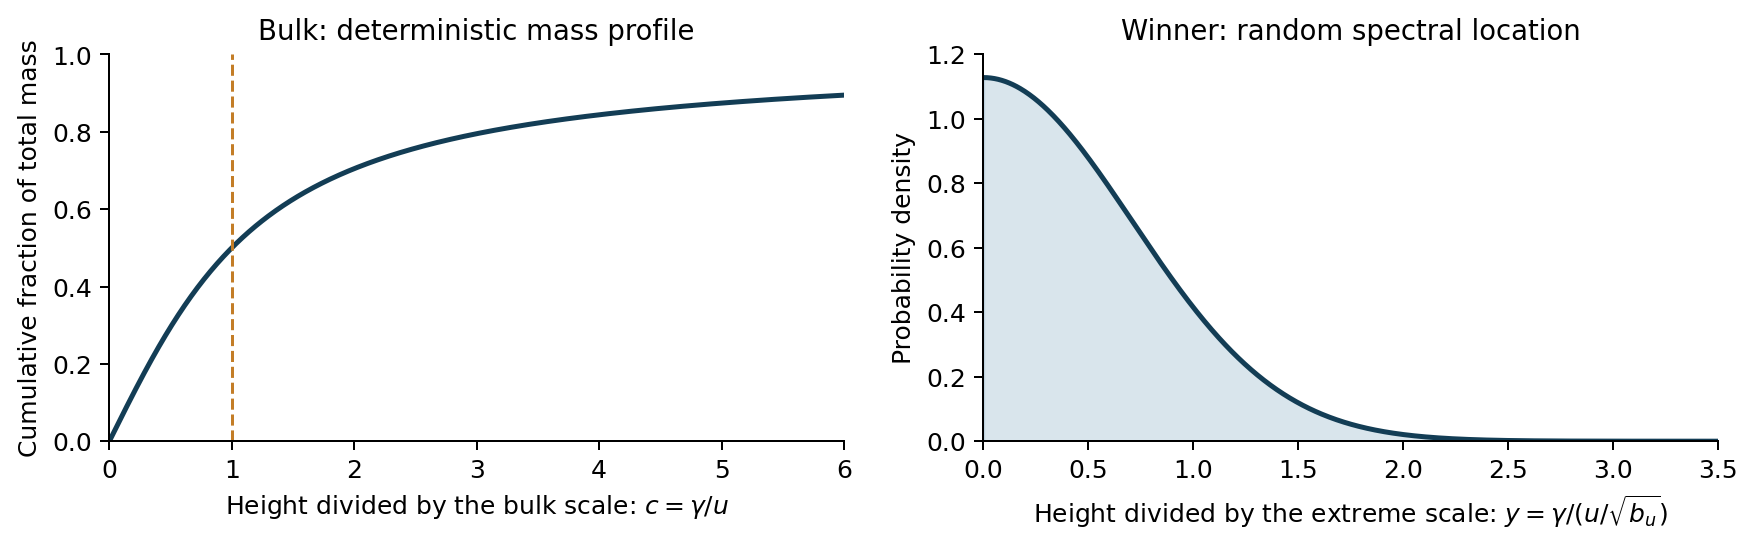 Bulk: deterministic mass profile
Cumulative fraction of total mass
1.0
0.8
0.6
0.4
0.2
0.0
0 1 2 3 4 5 6
Height divided by the bulk scale: c = γ/u
Winner: random spectral location
Probability density
1.2
1.0
0.8
0.6
0.4
0.2
0.0
0.0 0.5 1.0 1.5 2.0 2.5 3.0 3.5
Height divided by the extreme scale: y = γ/(u/√b_u)